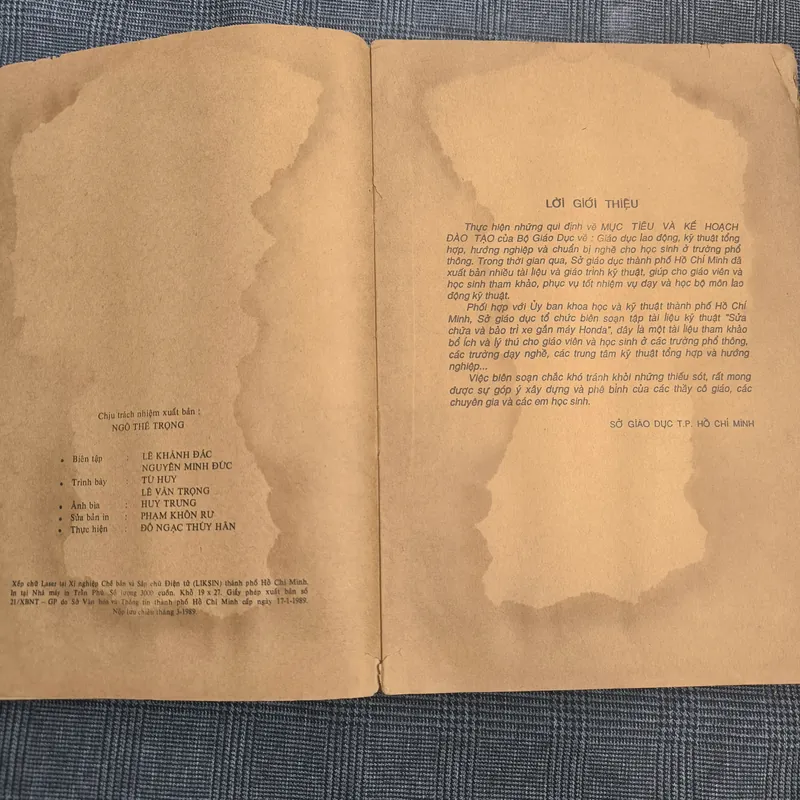 Chịu trách nhiệm xuất bản :
NGÔ THẾ TRỌNG
• Biên tập : LÊ KHÁNH ĐẮC
NGUYỄN MINH ĐỨC
• Trình bày : TỪ HUY
LÊ VĂN TRỌNG
• Ảnh bìa : HUY TRUNG
• Sửa bản in : PHẠM KHÔN RƯ
• Thực hiện : ĐỖ NGẠC THỦY HÂN
Xếp chữ Laser tại Xí nghiệp Chế bản và Sắp chữ Điện tử (LIKSIN) thành phố Hồ Chí Minh.
In tại Nhà máy in Trần Phú. Số lượng 3000 cuốn. Khổ 19 x 27. Giấy phép xuất bản số
21/XBNT – GP do Sở Văn hóa và Thông tin thành phố Hồ Chí Minh cấp ngày 17-1-1989.
Nộp lưu chiểu tháng 3-1989.
LỜI GIỚI THIỆU
Thực hiện những qui định về MỤC TIÊU VÀ KẾ HOẠCH
ĐÀO TẠO của Bộ Giáo Dục về : Giáo dục lao động, kỹ thuật tổng
hợp, hướng nghiệp và chuẩn bị nghề cho học sinh ở trường phổ
thông. Trong thời gian qua, Sở giáo dục thành phố Hồ Chí Minh đã
xuất bản nhiều tài liệu và giáo trình kỹ thuật, giúp cho giáo viên và
học sinh tham khảo, phục vụ tốt nhiệm vụ dạy và học bộ môn lao
động kỹ thuật.
Phối hợp với Ủy ban khoa học và kỹ thuật thành phố Hồ Chí
Minh, Sở giáo dục tổ chức biên soạn tập tài liệu kỹ thuật "Sửa
chữa và bảo trì xe gắn máy Honda", đây là một tài liệu tham khảo
bổ ích và lý thú cho giáo viên và học sinh ở các trường phổ thông,
các trường dạy nghề, các trung tâm kỹ thuật tổng hợp và hướng
nghiệp...
Việc biên soạn chắc khó tránh khỏi những thiếu sót, rất mong
được sự góp ý xây dựng và phê bình của các thầy cô giáo, các
chuyên gia và các em học sinh.
SỞ GIÁO DỤC T.P. HỒ CHÍ MINH